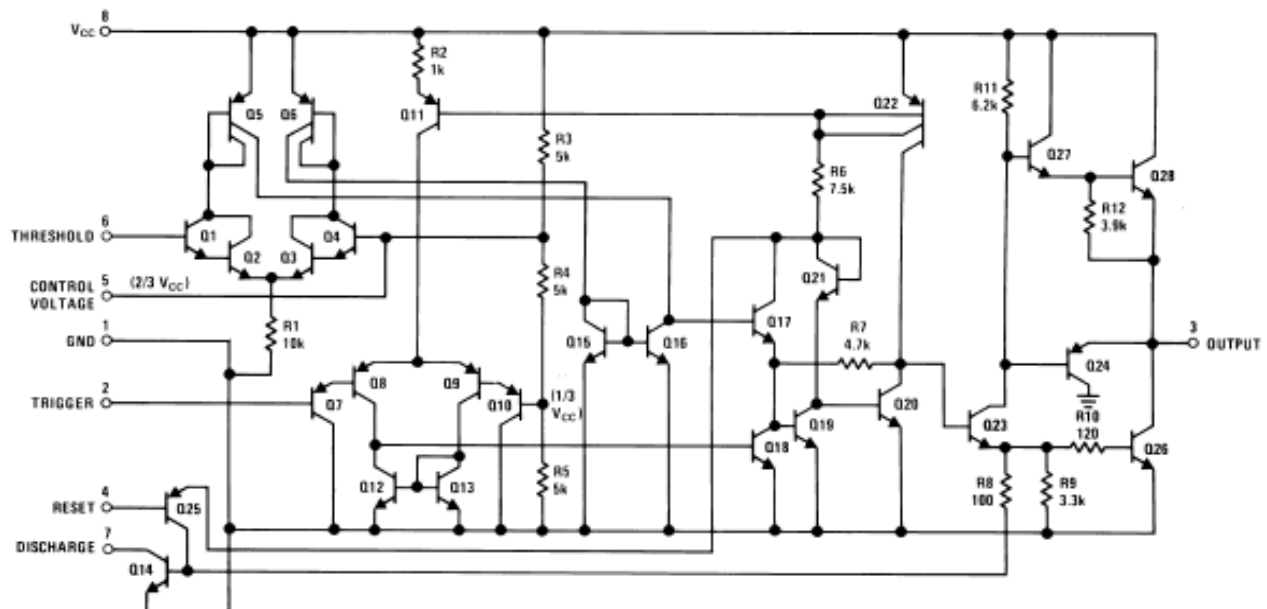 8
VCC
R2
1k
Q5
Q6
Q11
Q22
R11
6.2k
R3
5k
Q27
Q28
R6
7.5k
R12
3.9k
6
THRESHOLD
Q1
Q2
Q3
Q4
5
CONTROL
VOLTAGE
(2/3 VCC)
R4
5k
Q21
1
GND
R1
10k
Q15
Q16
Q17
R7
4.7k
3
OUTPUT
Q24
2
TRIGGER
Q7
Q8
Q9
Q10
(1/3
VCC)
Q18
Q19
Q20
Q23
R10
120
Q26
Q12
Q13
R5
5k
R8
100
R9
3.3k
4
RESET
Q25
7
DISCHARGE
Q14